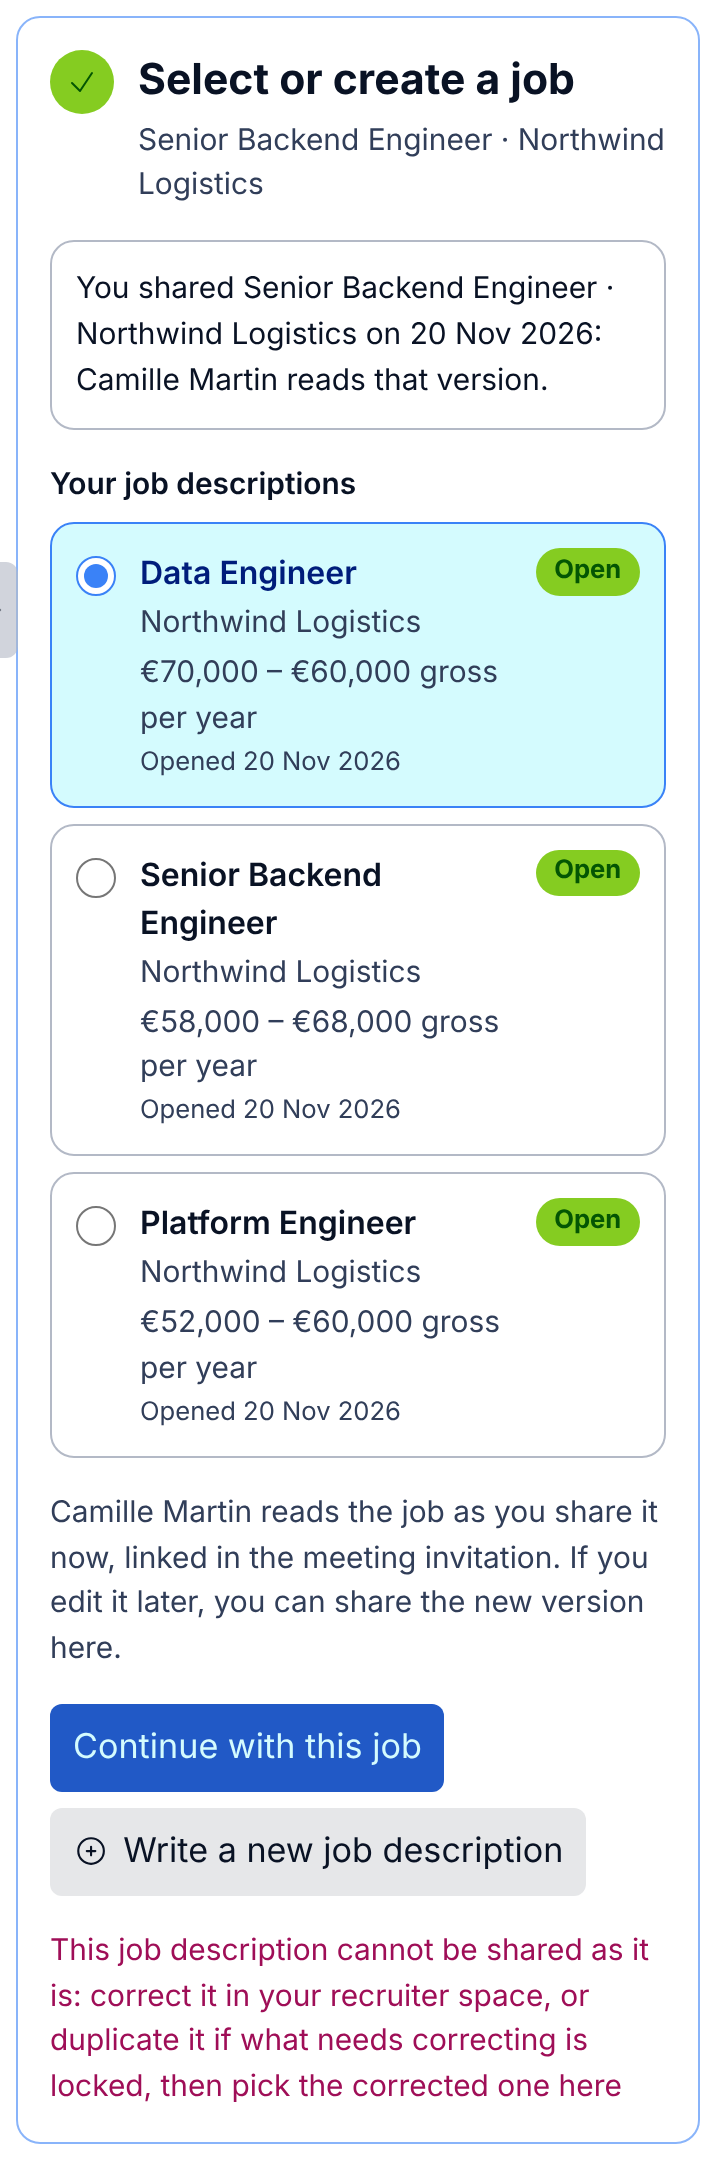 Select or create a job
Senior Backend Engineer · Northwind
Logistics
You shared Senior Backend Engineer ·
Northwind Logistics on 20 Nov 2026:
Camille Martin reads that version.
Your job descriptions
Data Engineer
Open
Northwind Logistics
€70,000 – €60,000 gross
per year
Opened 20 Nov 2026
Senior Backend
Engineer
Open
Northwind Logistics
€58,000 – €68,000 gross
per year
Opened 20 Nov 2026
Platform Engineer
Open
Northwind Logistics
€52,000 – €60,000 gross
per year
Opened 20 Nov 2026
Camille Martin reads the job as you share it
now, linked in the meeting invitation. If you
edit it later, you can share the new version
here.
Continue with this job
Write a new job description
This job description cannot be shared as it
is: correct it in your recruiter space, or
duplicate it if what needs correcting is
locked, then pick the corrected one here